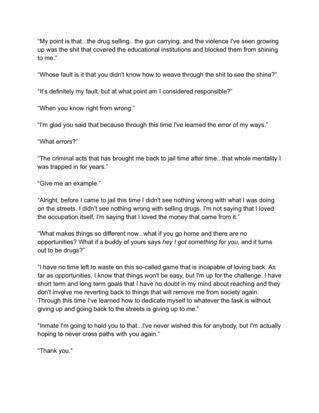 “My point is that...the drug selling.. the gun carrying, and the violence I've seen growing
up was the shit that covered the educational institutions and blocked them from shining
to me.”
“Whose fault is it that you didn't know how to weave through the shit to see the shine?”
“It's definitely my fault, but at what point am I considered responsible?”
“When you know right from wrong.”
“I'm glad you said that because through this time I've learned the error of my ways.”
“What errors?”
“The criminal acts that has brought me back to jail time after time...that whole mentality I
was trapped in for years.”
“Give me an example.”
“Alright, before I came to jail this time I didn't see nothing wrong with what I was doing
on the streets. I didn't see nothing wrong with selling drugs. I'm not saying that I loved
the occupation itself, I'm saying that I loved the money that came from it.”
“What makes things so different now...what if you go home and there are no
opportunities? What if a buddy of yours says hey I got something for you, and it turns
out to be drugs?”
“I have no time left to waste on this so-called game that is incapable of loving back. As
far as opportunities, I know that things won't be easy, but I'm up for the challenge. I have
short term and long term goals that I have no doubt in my mind about reaching and they
don't involve me reverting back to things that will remove me from society again.
Through this time I've learned how to dedicate myself to whatever the task is without
giving up and going back to the streets is giving up to me.”
“Inmate I'm going to hold you to that...I've never wished this for anybody, but I'm actually
hoping to never cross paths with you again.”
“Thank you.”